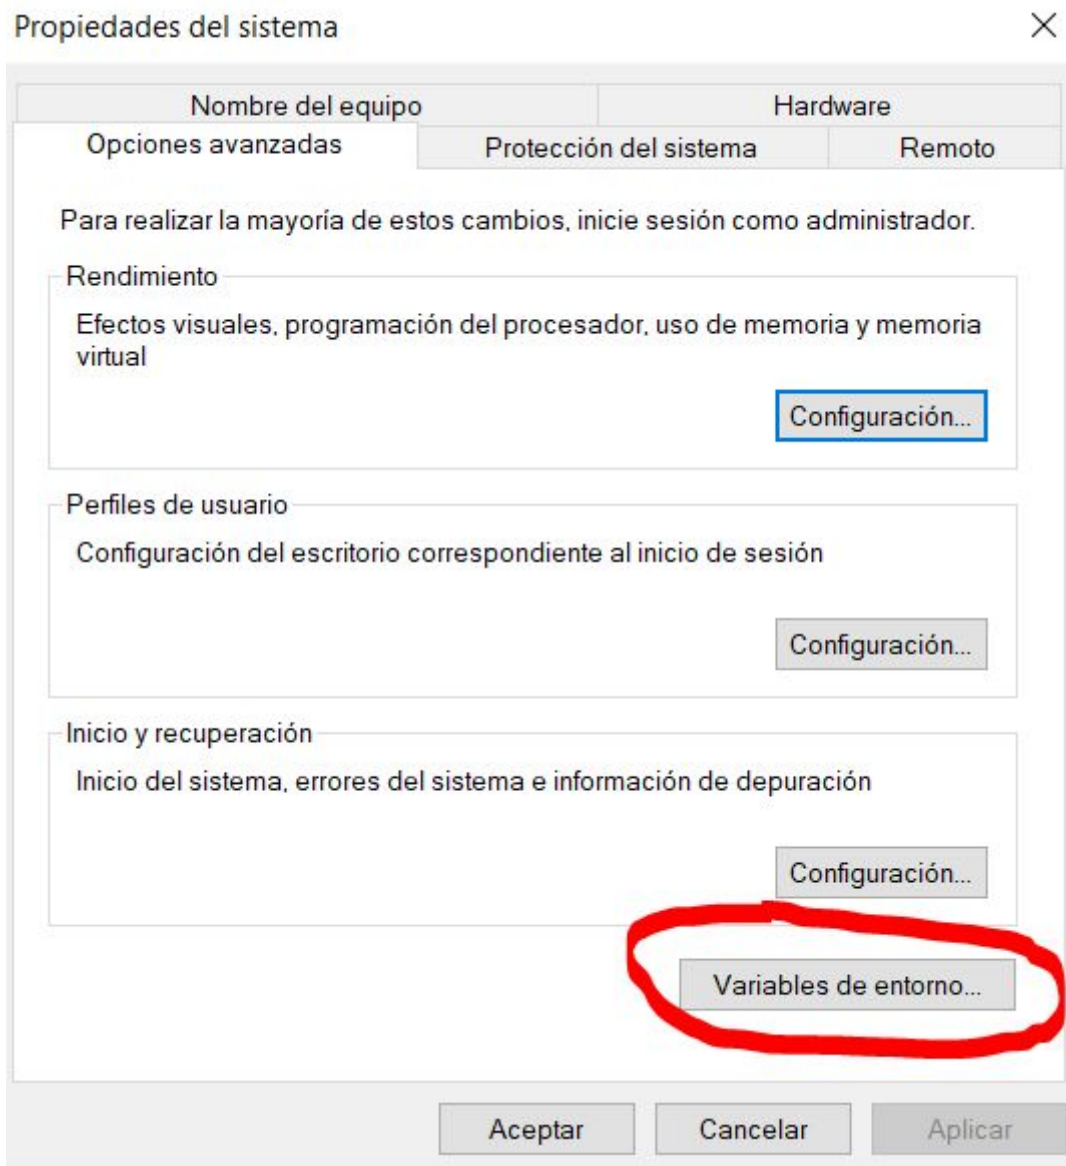 Propiedades del sistema
Nombre del equipo
Hardware
Opciones avanzadas
Protección del sistema
Remoto
Para realizar la mayoría de estos cambios, inicie sesión como administrador.
Rendimiento
Efectos visuales, programación del procesador, uso de memoria y memoria
virtual
Configuración...
Perfiles de usuario
Configuración del escritorio correspondiente al inicio de sesión
Configuración...
Inicio y recuperación
Inicio del sistema, errores del sistema e información de depuración
Configuración...
Variables de entorno...
Aceptar
Cancelar
Aplicar